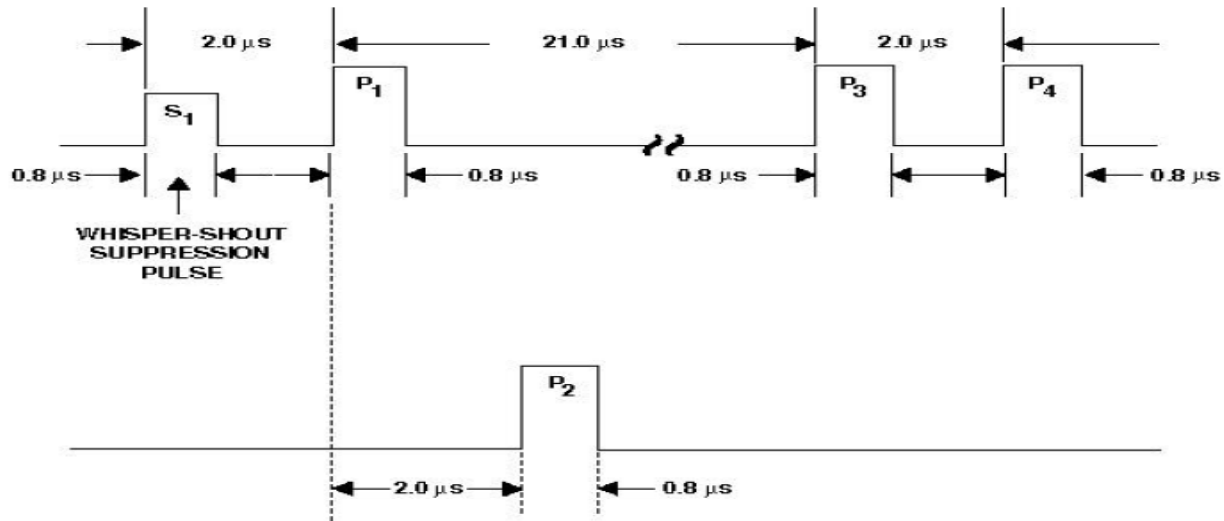 2.0 µs
21.0 µs
2.0 µs
S1
P1
P3
P4
0.8 µs
0.8 µs
0.8 µs
0.8 µs
WHISPER-SHOUT
SUPPRESSION
PULSE
P2
2.0 µs
0.8 µs